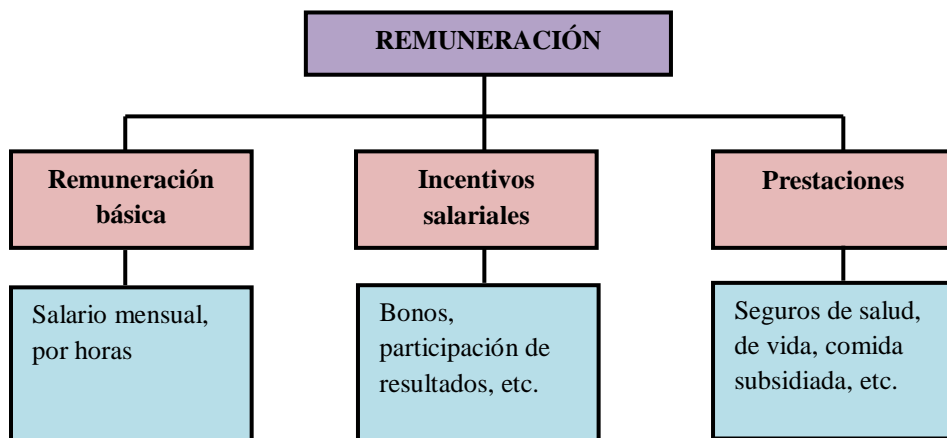 REMUNERACIÓN
Remuneración
básica
Incentivos
salariales
Prestaciones
Salario mensual,
por horas
Bonos,
participación de
resultados, etc.
Seguros de salud,
de vida, comida
subsidiada, etc.